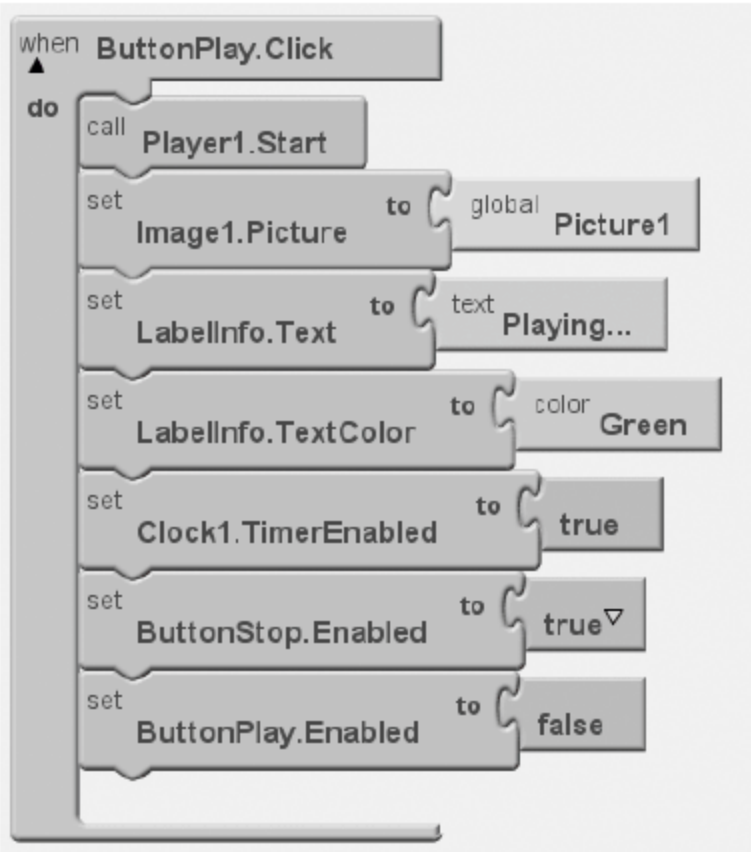 when ButtonPlay.Click
do
call Player1.Start
set Image1.Picture to global Picture1
set LabelInfo.Text to text Playing...
set LabelInfo.TextColor to color Green
set Clock1.TimerEnabled to true
set ButtonStop.Enabled to true
set ButtonPlay.Enabled to false